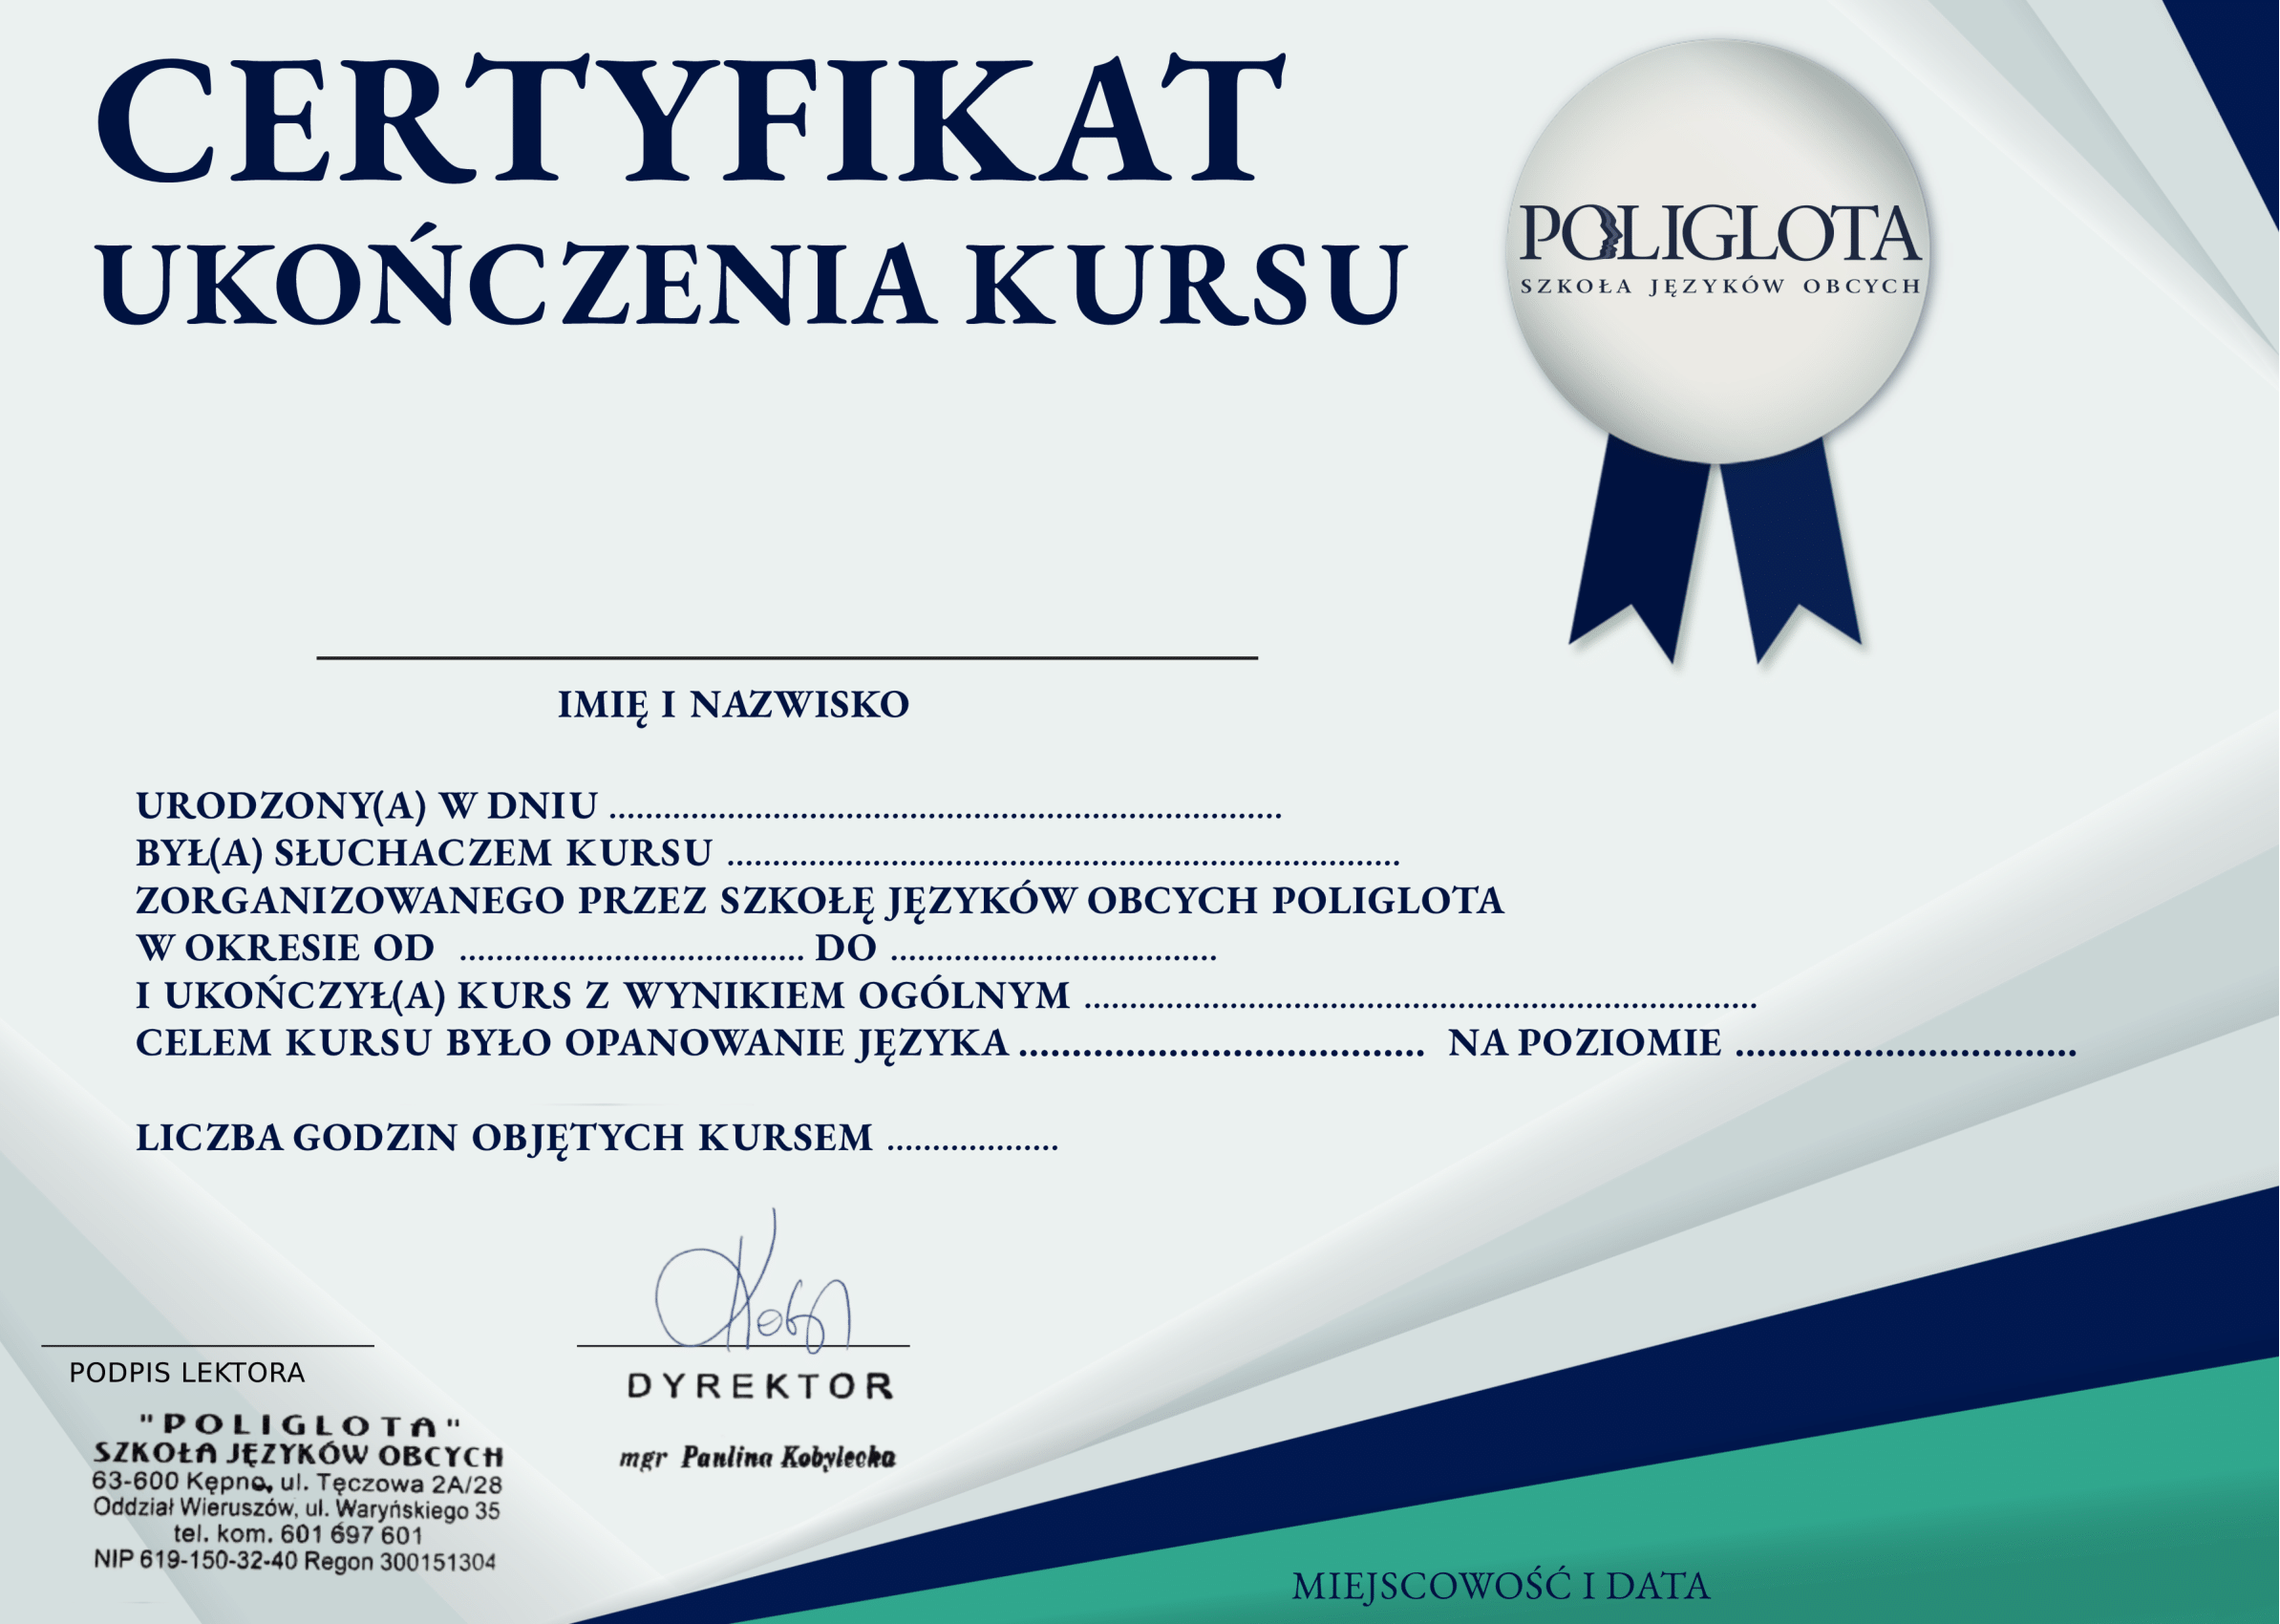 CERTYFIKAT
UKOŃCZENIA KURSU
POLIGLOTA
SZKOŁA JĘZYKÓW OBCYCH
IMIĘ I NAZWISKO
URODZONY(A) W DNIU ..........................................................................
BYŁ(A) SŁUCHACZEM KURSU ..........................................................................
ZORGANIZOWANEGO PRZEZ SZKOŁĘ JĘZYKÓW OBCYCH POLIGLOTA
W OKRESIE OD ...................................... DO ....................................
I UKOŃCZYŁ(A) KURS Z WYNIKIEM OGÓLNYM ..........................................................................
CELEM KURSU BYŁO OPANOWANIE JĘZYKA ...................................... NA POZIOMIE ................................
LICZBA GODZIN OBJĘTYCH KURSEM ...................
PODPIS LEKTORA
DYREKTOR
mgr Paulina Kobylecka
"POLIGLOTA"
SZKOŁA JĘZYKÓW OBCYCH
63-600 Kępno, ul. Tęczowa 2A/28
Oddział Wieruszów, ul. Waryńskiego 35
tel. kom. 601 697 601
NIP 619-150-32-40 Regon 300151304
MIEJSCOWOŚĆ I DATA